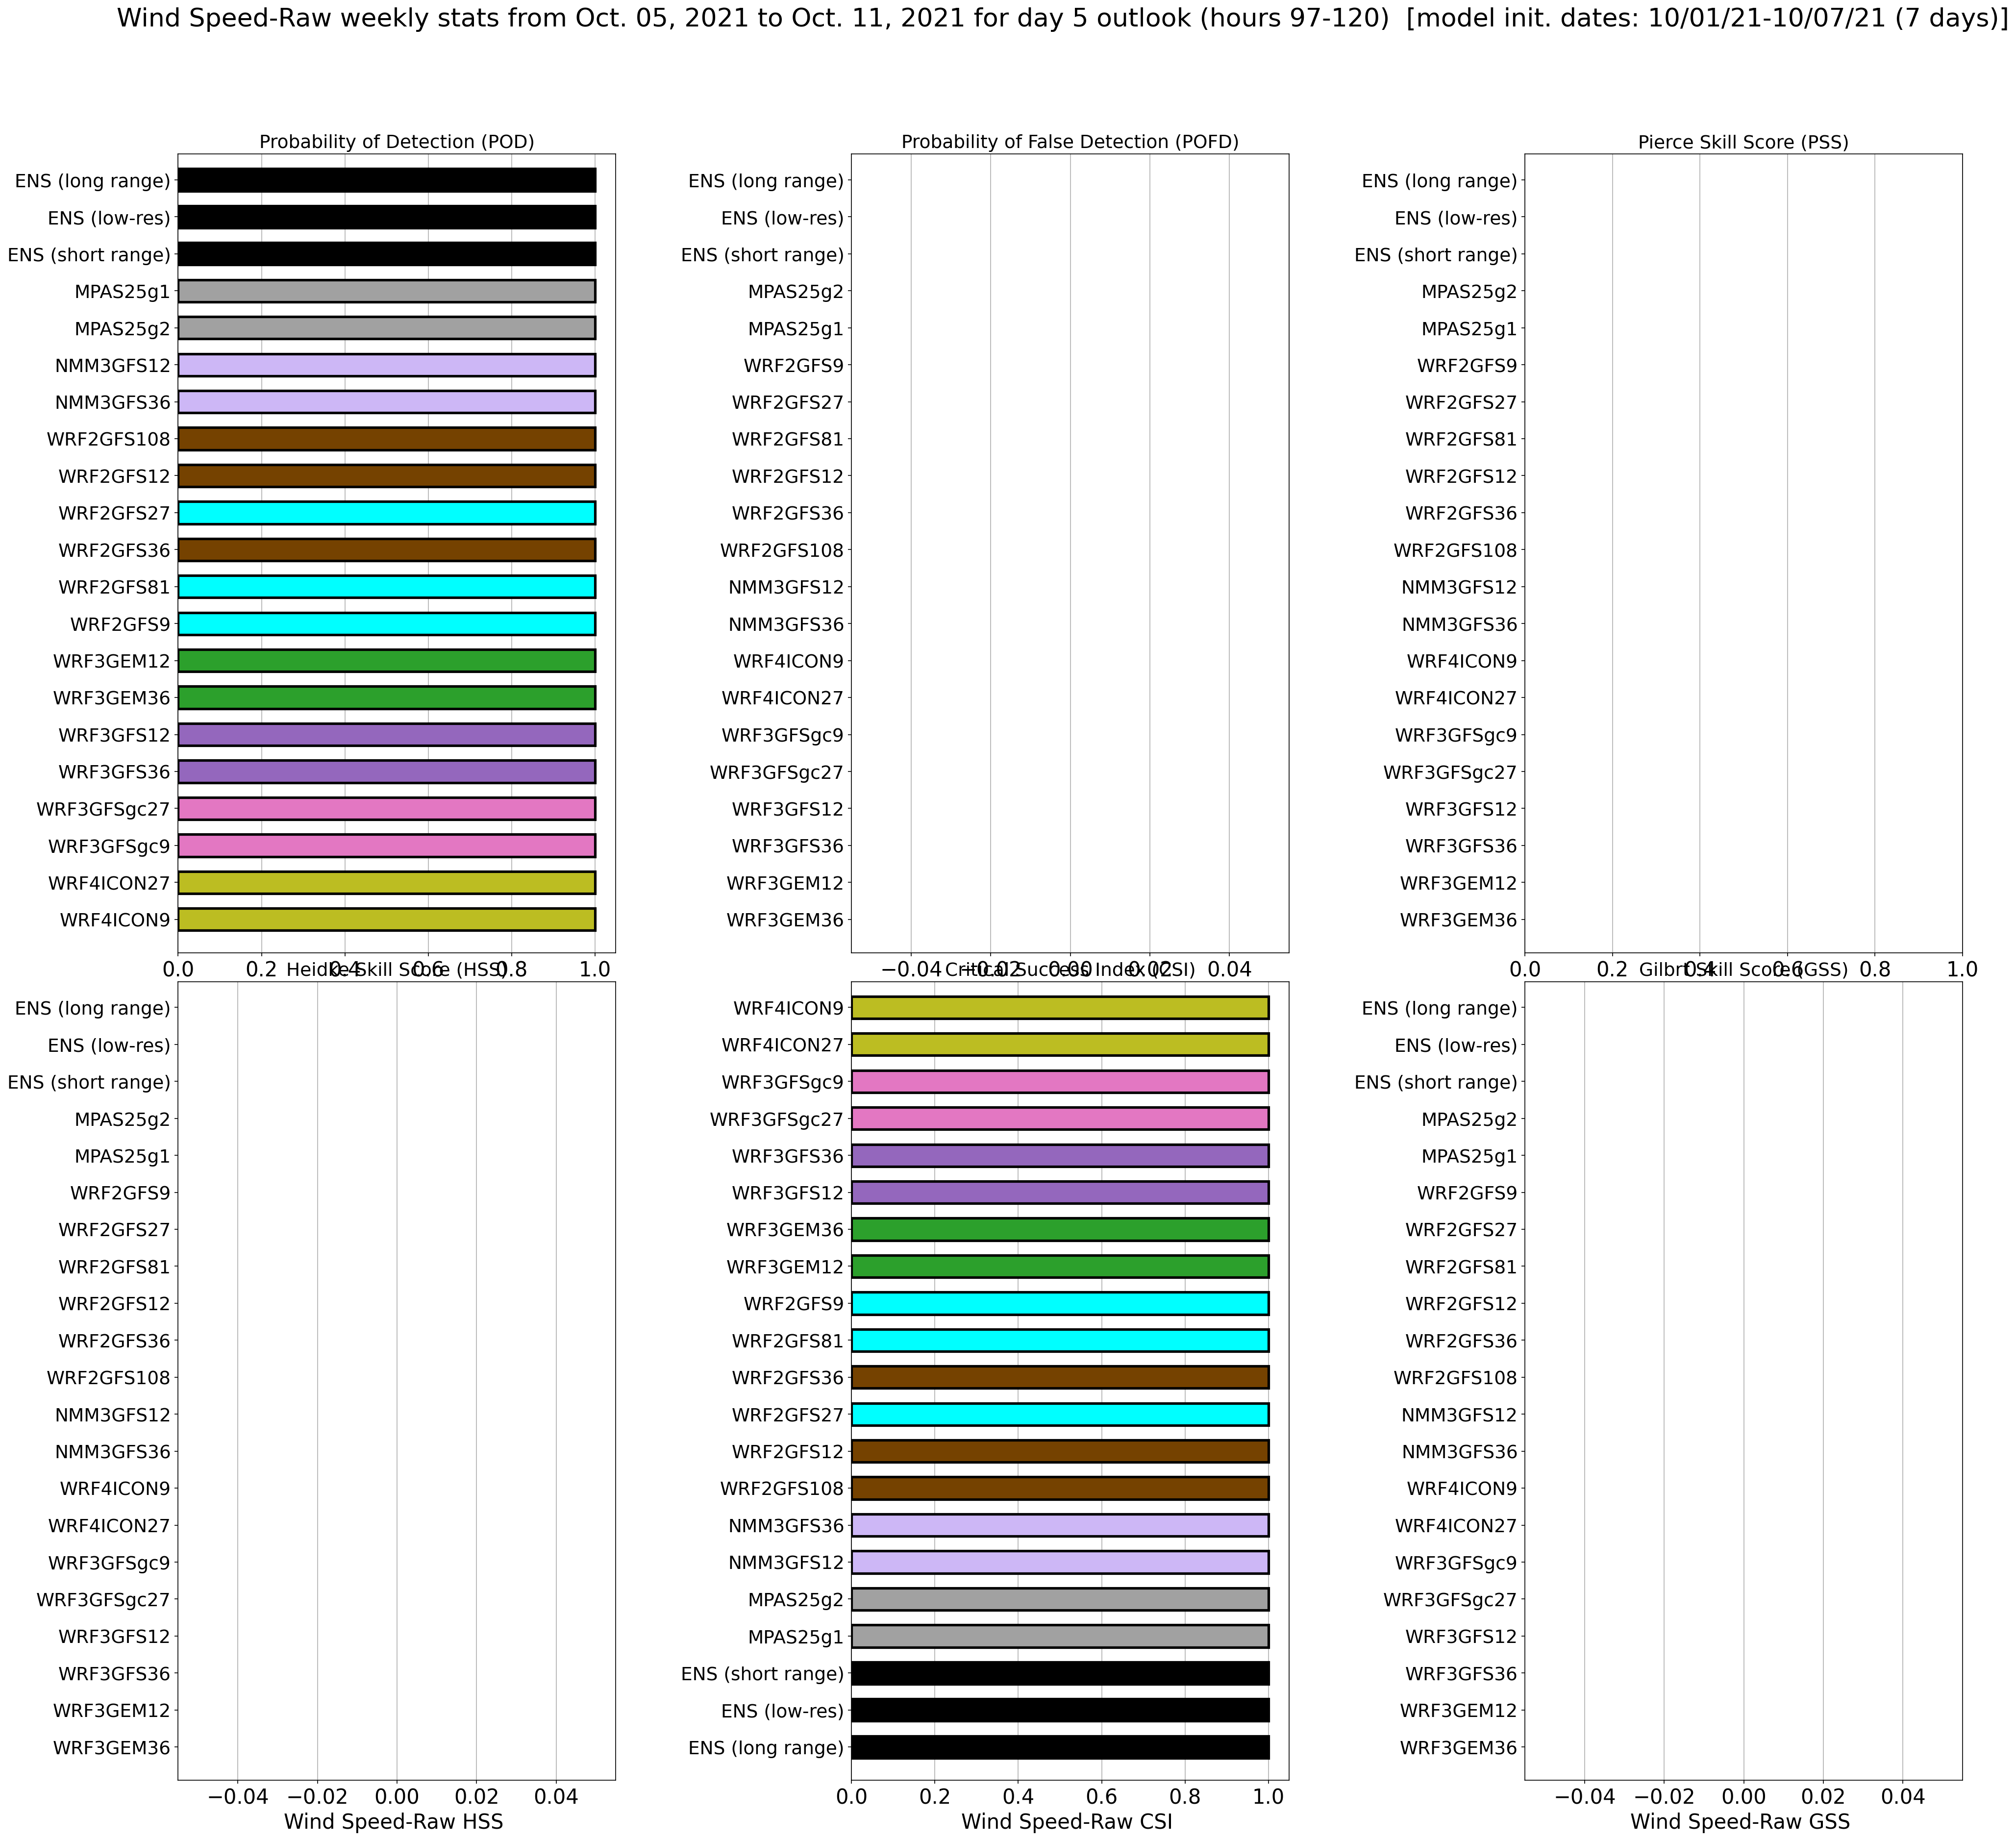 Wind Speed-Raw weekly stats from Oct. 05, 2021 to Oct. 11, 2021 for day 5 outlook (hours 97-120)  [model init. dates: 10/01/21-10/07/21 (7 days)]
Probability of Detection (POD)
ENS (long range)
ENS (low-res)
ENS (short range)
MPAS25g1
MPAS25g2
NMM3GFS12
NMM3GFS36
WRF2GFS108
WRF2GFS12
WRF2GFS27
WRF2GFS36
WRF2GFS81
WRF2GFS9
WRF3GEM12
WRF3GEM36
WRF3GFS12
WRF3GFS36
WRF3GFSgc27
WRF3GFSgc9
WRF4ICON27
WRF4ICON9
0.0 0.2 0.4 0.6 0.8 1.0
Probability of False Detection (POFD)
ENS (long range)
ENS (low-res)
ENS (short range)
MPAS25g2
MPAS25g1
WRF2GFS9
WRF2GFS27
WRF2GFS81
WRF2GFS12
WRF2GFS36
WRF2GFS108
NMM3GFS12
NMM3GFS36
WRF4ICON9
WRF4ICON27
WRF3GFSgc9
WRF3GFSgc27
WRF3GFS12
WRF3GFS36
WRF3GEM12
WRF3GEM36
−0.04 −0.02 0.00 0.02 0.04
Pierce Skill Score (PSS)
ENS (long range)
ENS (low-res)
ENS (short range)
MPAS25g2
MPAS25g1
WRF2GFS9
WRF2GFS27
WRF2GFS81
WRF2GFS12
WRF2GFS36
WRF2GFS108
NMM3GFS12
NMM3GFS36
WRF4ICON9
WRF4ICON27
WRF3GFSgc9
WRF3GFSgc27
WRF3GFS12
WRF3GFS36
WRF3GEM12
WRF3GEM36
0.0 0.2 0.4 0.6 0.8 1.0
Heidke Skill Score (HSS)
ENS (long range)
ENS (low-res)
ENS (short range)
MPAS25g2
MPAS25g1
WRF2GFS9
WRF2GFS27
WRF2GFS81
WRF2GFS12
WRF2GFS36
WRF2GFS108
NMM3GFS12
NMM3GFS36
WRF4ICON9
WRF4ICON27
WRF3GFSgc9
WRF3GFSgc27
WRF3GFS12
WRF3GFS36
WRF3GEM12
WRF3GEM36
−0.04 −0.02 0.00 0.02 0.04
Wind Speed-Raw HSS
Critical Success Index (CSI)
WRF4ICON9
WRF4ICON27
WRF3GFSgc9
WRF3GFSgc27
WRF3GFS36
WRF3GFS12
WRF3GEM36
WRF3GEM12
WRF2GFS9
WRF2GFS81
WRF2GFS36
WRF2GFS27
WRF2GFS12
WRF2GFS108
NMM3GFS36
NMM3GFS12
MPAS25g2
MPAS25g1
ENS (short range)
ENS (low-res)
ENS (long range)
0.0 0.2 0.4 0.6 0.8 1.0
Wind Speed-Raw CSI
Gilbrt Skill Score (GSS)
ENS (long range)
ENS (low-res)
ENS (short range)
MPAS25g2
MPAS25g1
WRF2GFS9
WRF2GFS27
WRF2GFS81
WRF2GFS12
WRF2GFS36
WRF2GFS108
NMM3GFS12
NMM3GFS36
WRF4ICON9
WRF4ICON27
WRF3GFSgc9
WRF3GFSgc27
WRF3GFS12
WRF3GFS36
WRF3GEM12
WRF3GEM36
−0.04 −0.02 0.00 0.02 0.04
Wind Speed-Raw GSS